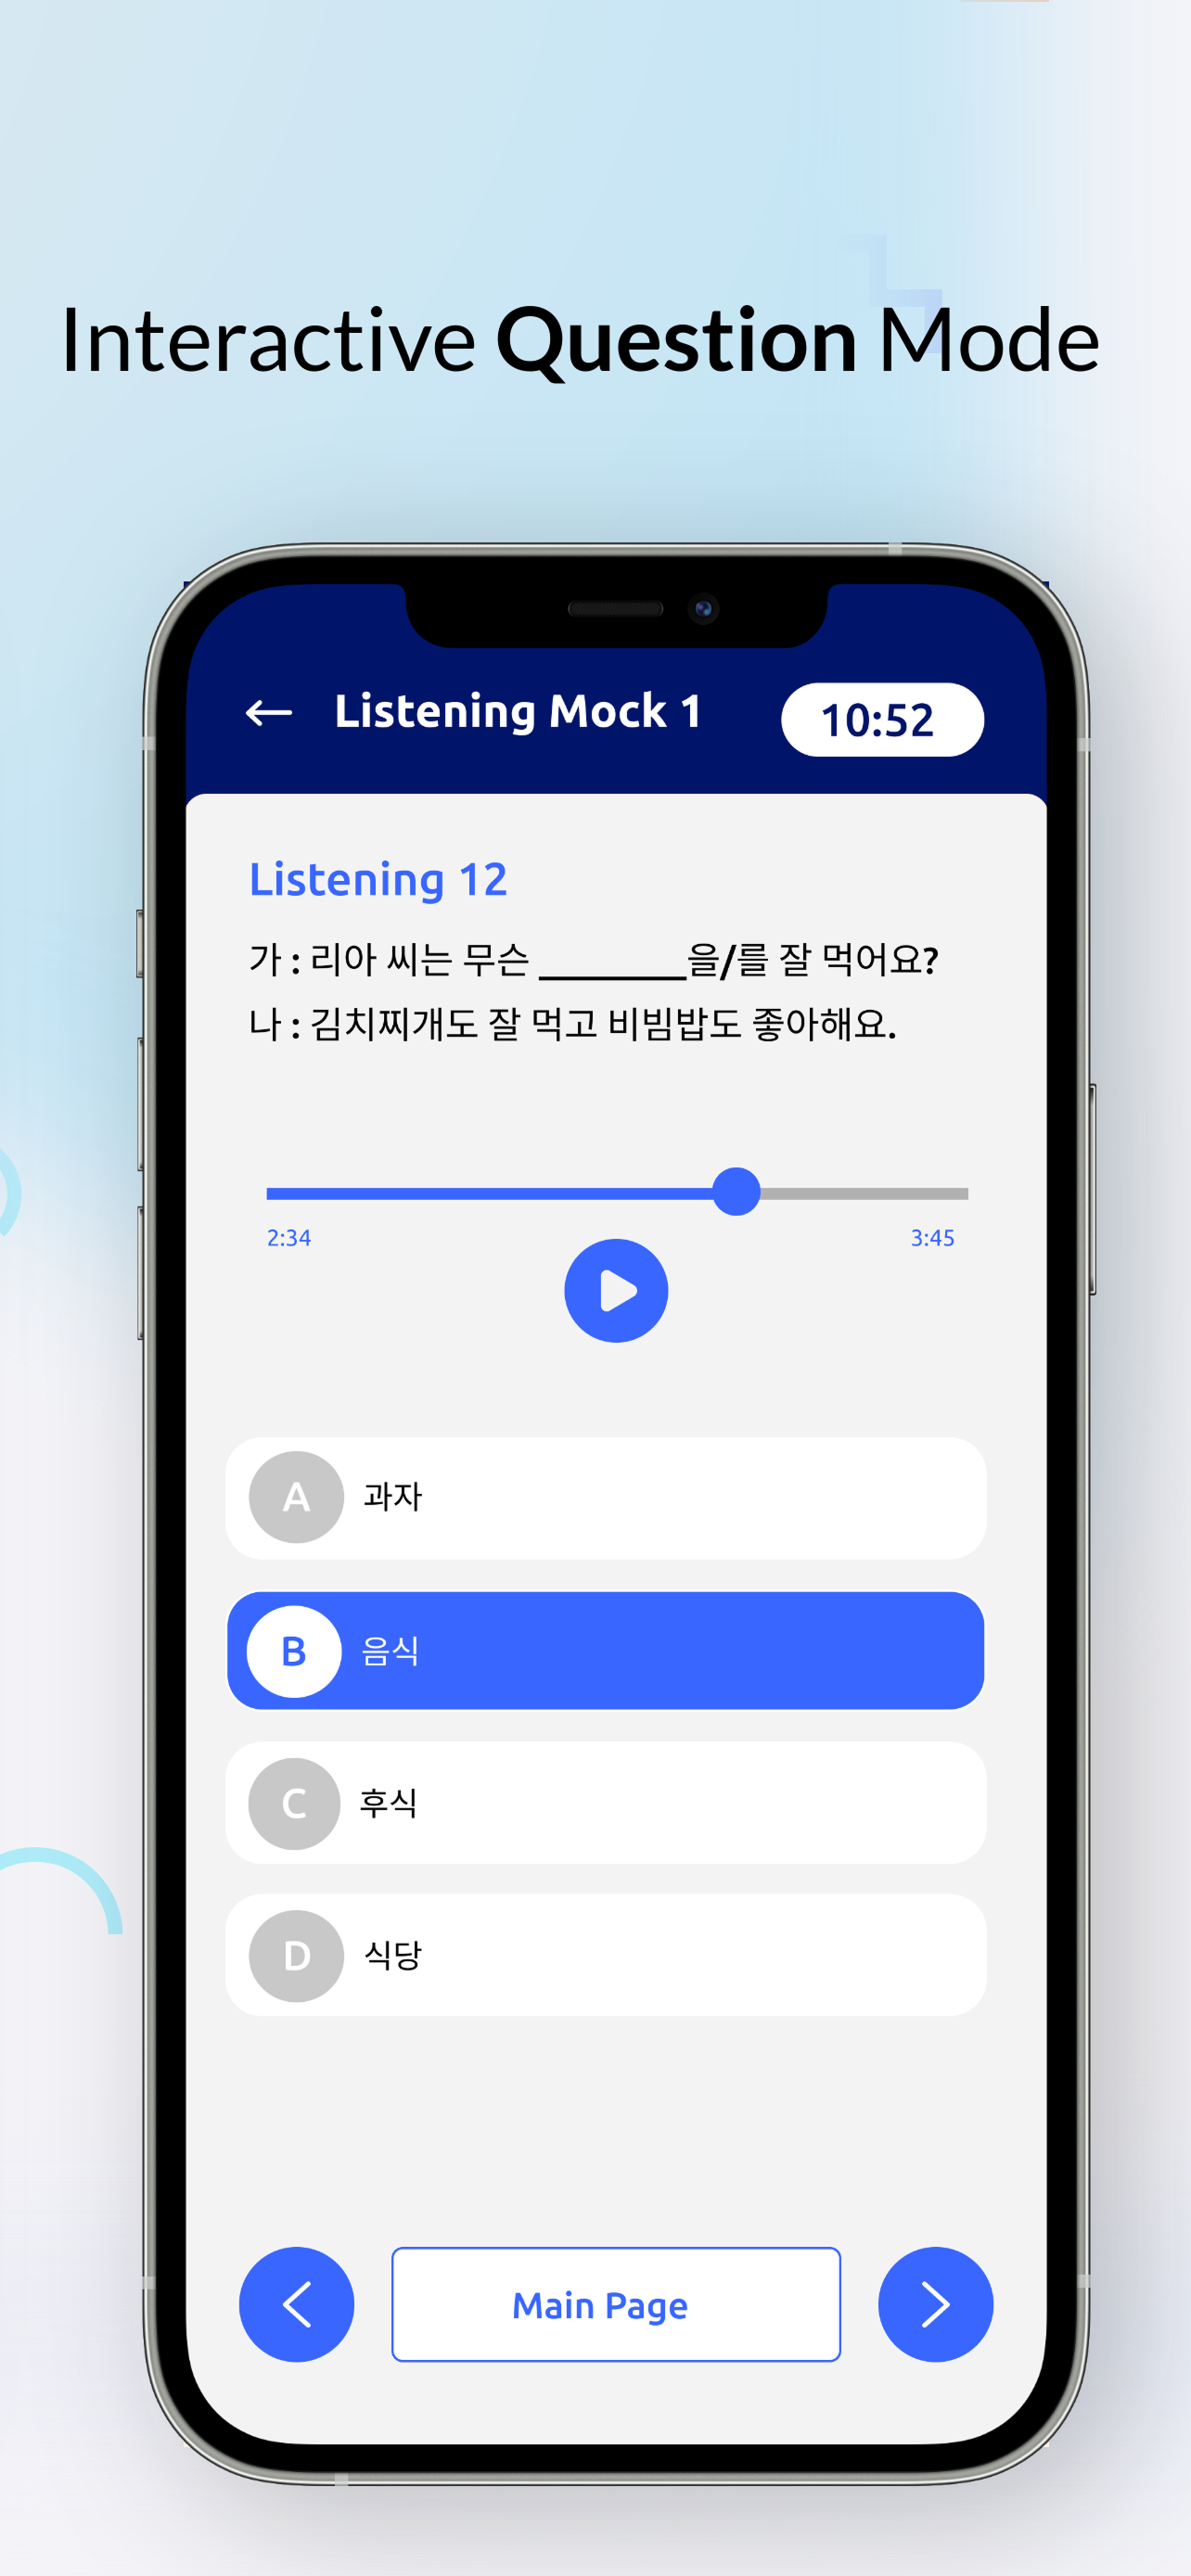 Interactive Question Mode
Listening Mock 1
10:52
Listening 12
가 : 리아 씨는 무슨 ________을/를 잘 먹어요?
나 : 김치찌개도 잘 먹고 비빔밥도 좋아해요.
2:34
3:45
A 과자
B 음식
C 후식
D 식당
Main Page